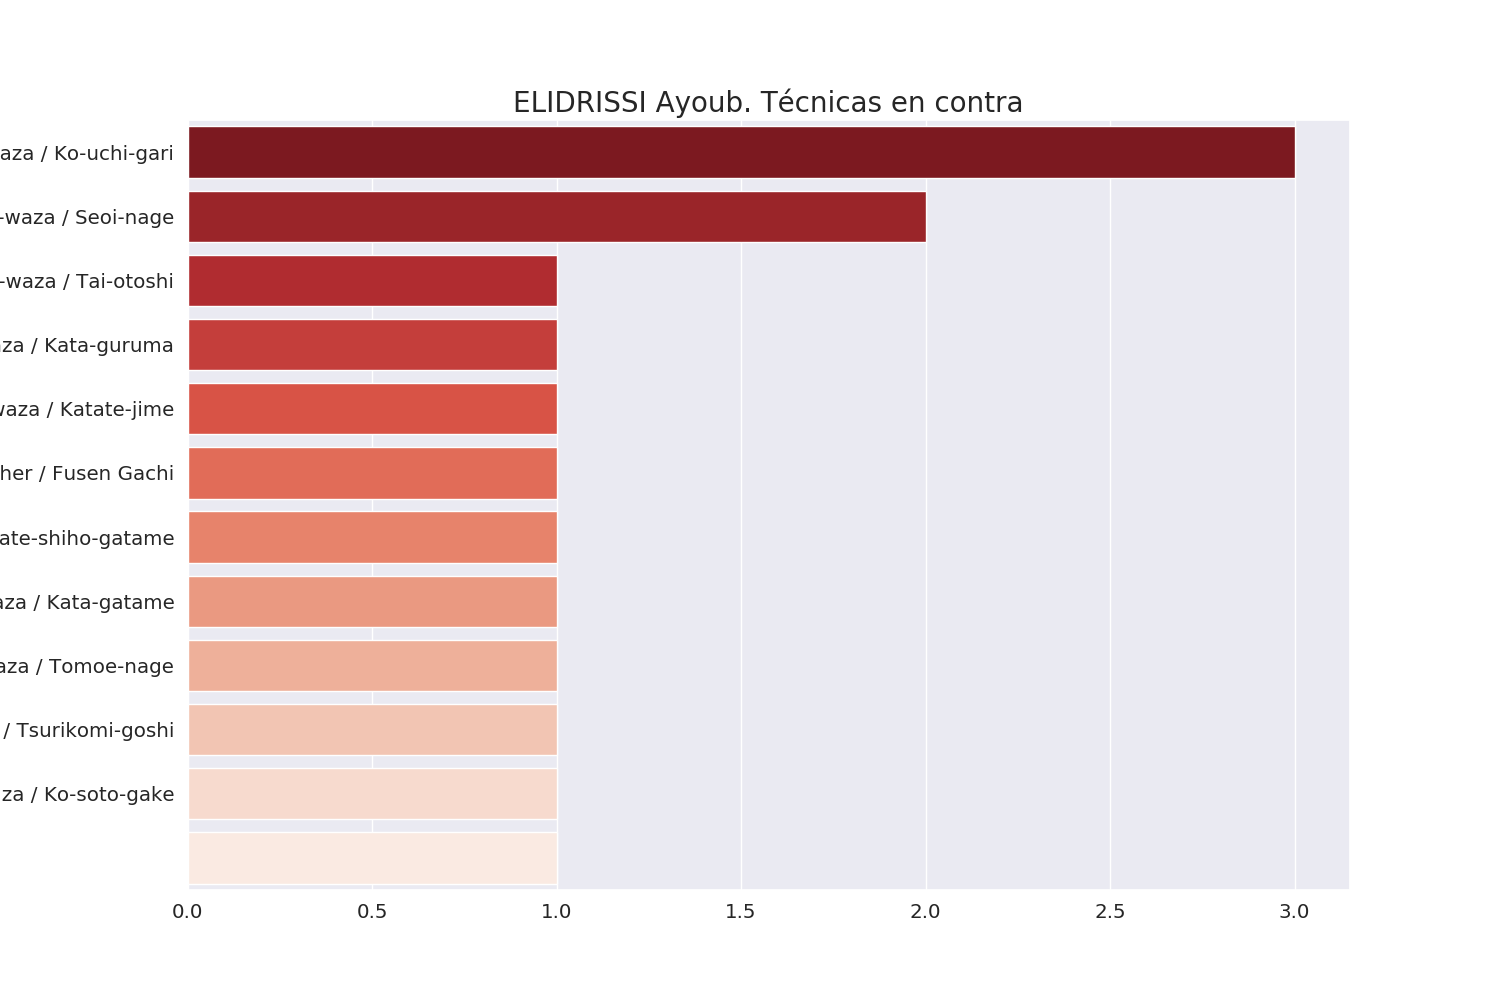 ELIDRISSI Ayoub. Técnicas en contra
aza / Ko-uchi-gari
-waza / Seoi-nage
-waza / Tai-otoshi
za / Kata-guruma
waza / Katate-jime
her / Fusen Gachi
ate-shiho-gatame
aza / Kata-gatame
aza / Tomoe-nage
/ Tsurikomi-goshi
za / Ko-soto-gake
0.0 0.5 1.0 1.5 2.0 2.5 3.0